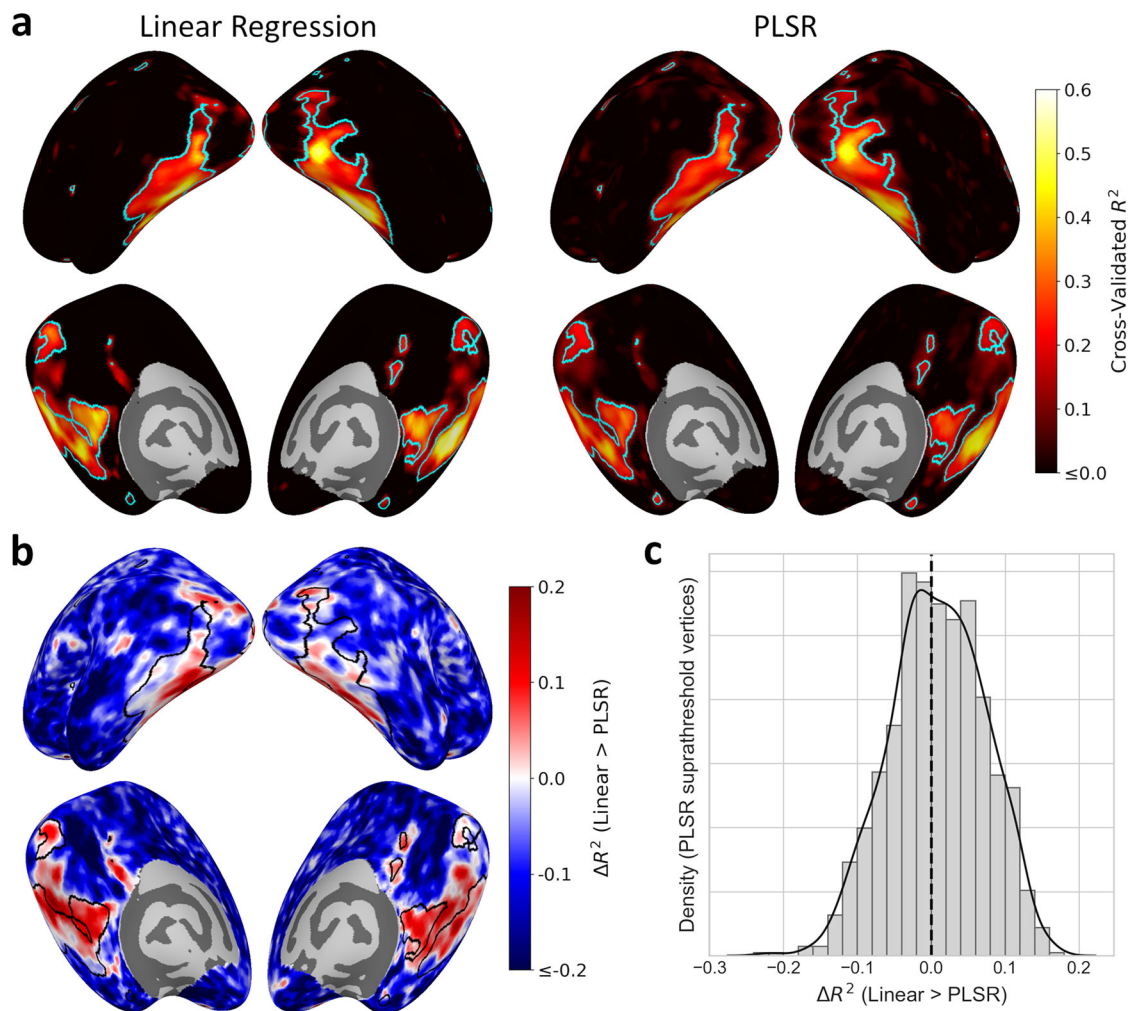 a
Linear Regression
PLSR
0.6
0.5
0.4
0.3
0.2
0.1
≤0.0
Cross-Validated R²
b
0.2
0.1
0.0
-0.1
≤-0.2
ΔR² (Linear > PLSR)
c
Density (PLSR suprathreshold vertices)
−0.3 −0.2 −0.1 0.0 0.1 0.2
ΔR² (Linear > PLSR)